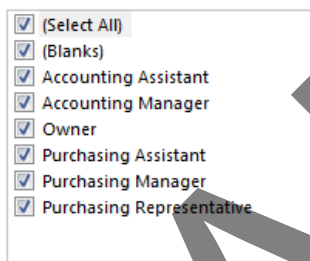 (Select All)
(Blanks)
Accounting Assistant
Accounting Manager
Owner
Purchasing Assistant
Purchasing Manager
Purchasing Representative